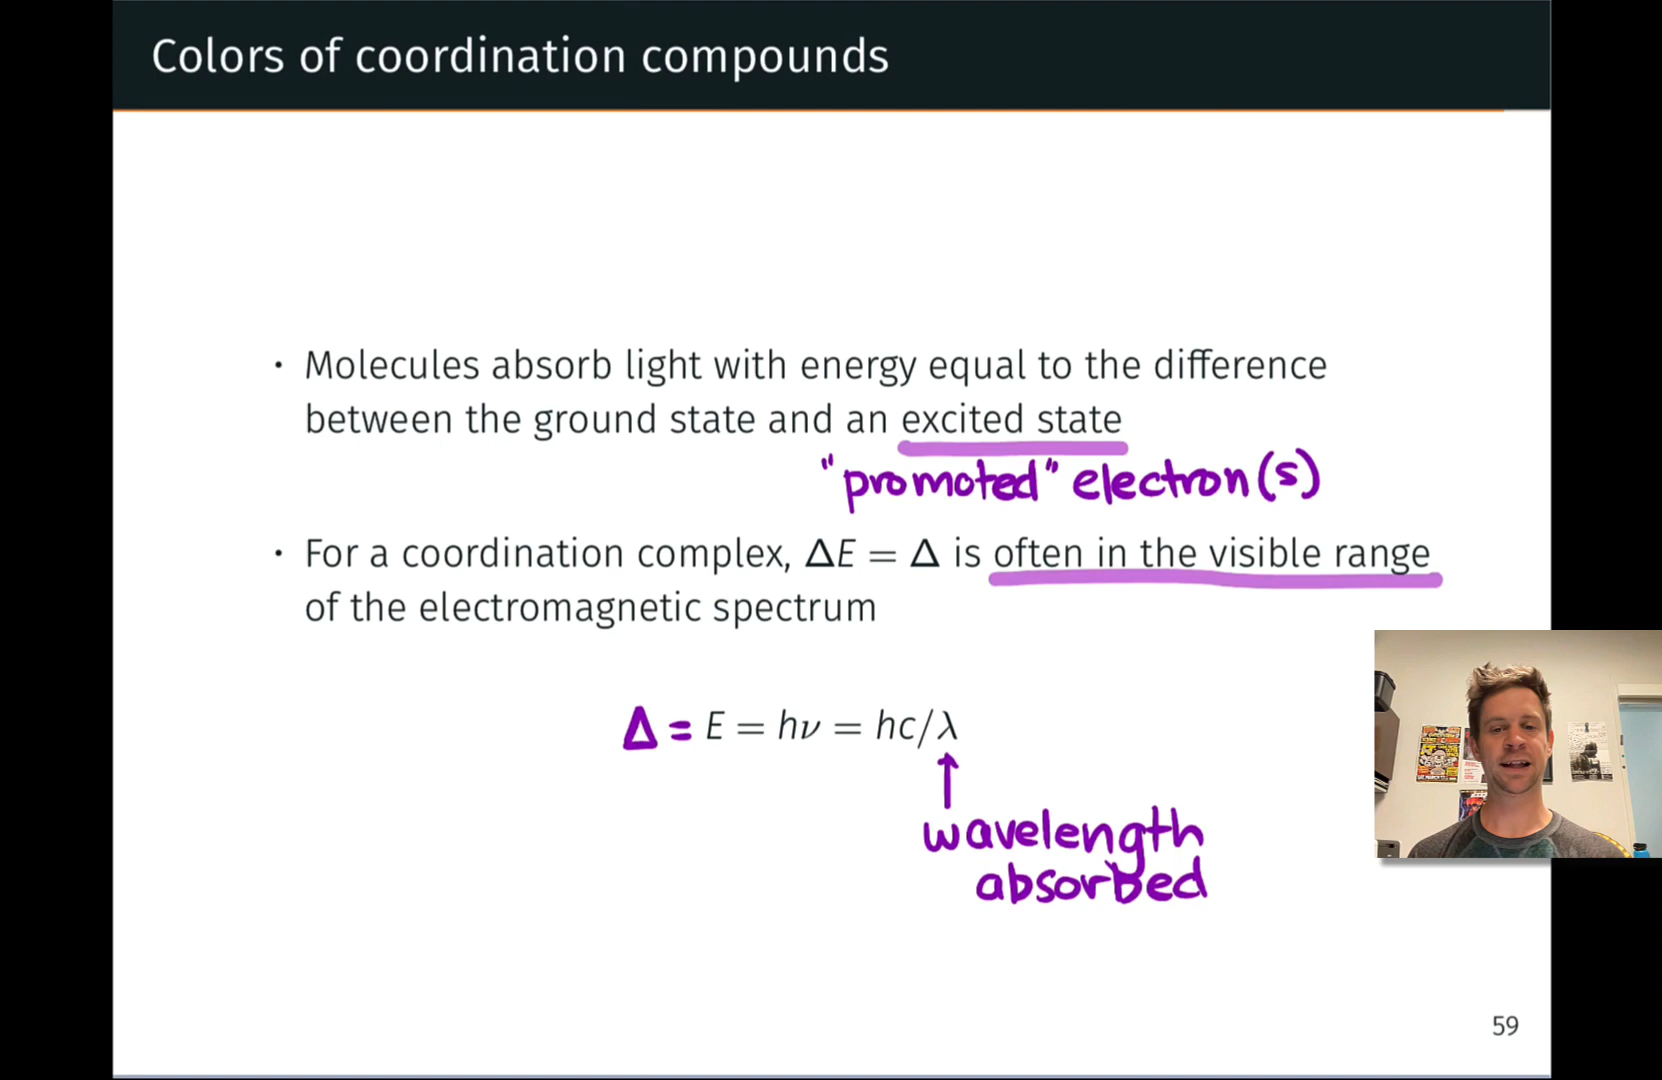 Colors of coordination compounds
• Molecules absorb light with energy equal to the difference
between the ground state and an excited state
"promoted" electron(s)
• For a coordination complex, ΔE = Δ is often in the visible range
of the electromagnetic spectrum
Δ = E = hν = hc/λ
wavelength
absorbed
59